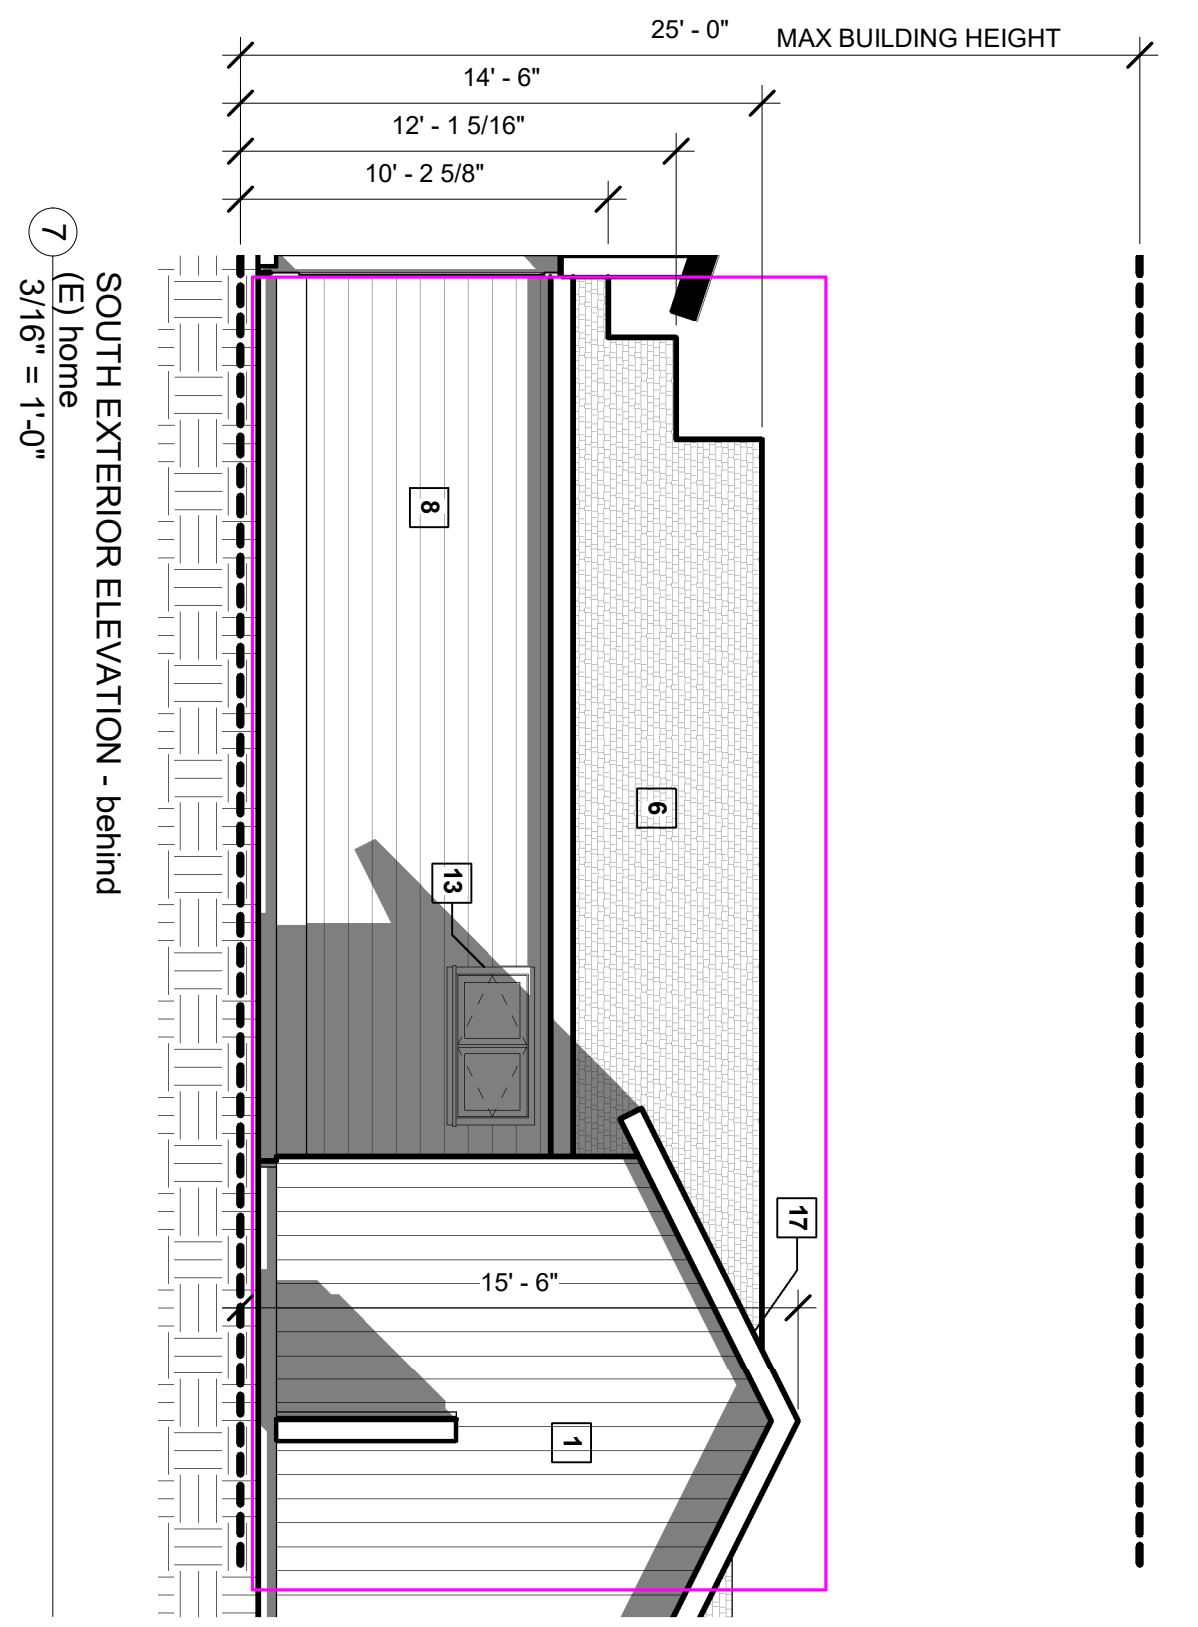 25' - 0"
MAX BUILDING HEIGHT
14' - 6"
12' - 1 5/16"
10' - 2 5/8"
7
SOUTH EXTERIOR ELEVATION - behind
(E) home
3/16" = 1'-0"
8
6
13
17
15' - 6"
1